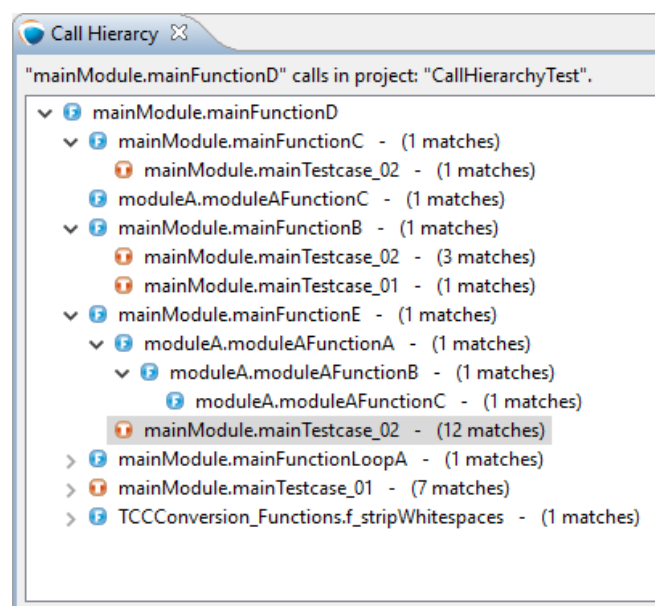 Call Hierarcy
"mainModule.mainFunctionD" calls in project: "CallHierarchyTest".
mainModule.mainFunctionD
mainModule.mainFunctionC - (1 matches)
mainModule.mainTestcase_02 - (1 matches)
moduleA.moduleAFunctionC - (1 matches)
mainModule.mainFunctionB - (1 matches)
mainModule.mainTestcase_02 - (3 matches)
mainModule.mainTestcase_01 - (1 matches)
mainModule.mainFunctionE - (1 matches)
moduleA.moduleAFunctionA - (1 matches)
moduleA.moduleAFunctionB - (1 matches)
moduleA.moduleAFunctionC - (1 matches)
mainModule.mainTestcase_02 - (12 matches)
mainModule.mainFunctionLoopA - (1 matches)
mainModule.mainTestcase_01 - (7 matches)
TCCConversion_Functions.f_stripWhitespaces - (1 matches)